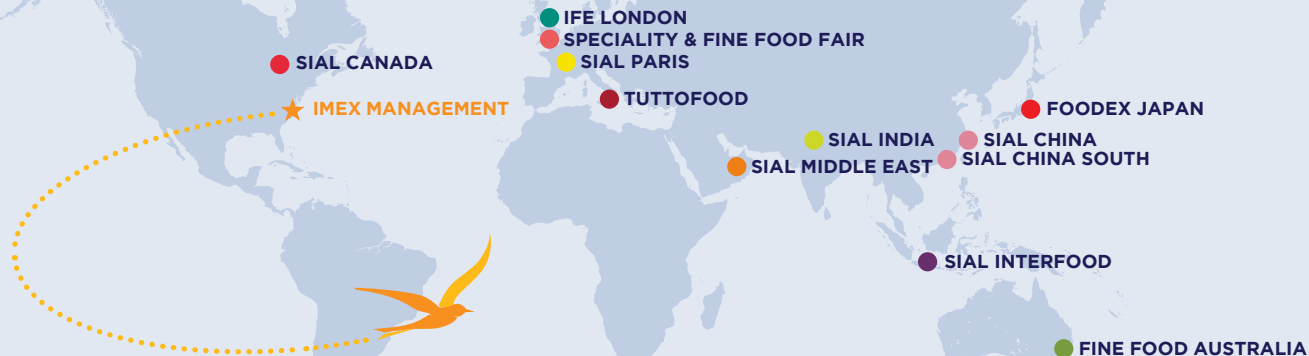 IFE LONDON
SPECIALITY & FINE FOOD FAIR
SIAL CANADA
SIAL PARIS
TUTTOFOOD
IMEX MANAGEMENT
FOODEX JAPAN
SIAL INDIA
SIAL CHINA
SIAL CHINA SOUTH
SIAL MIDDLE EAST
SIAL INTERFOOD
FINE FOOD AUSTRALIA